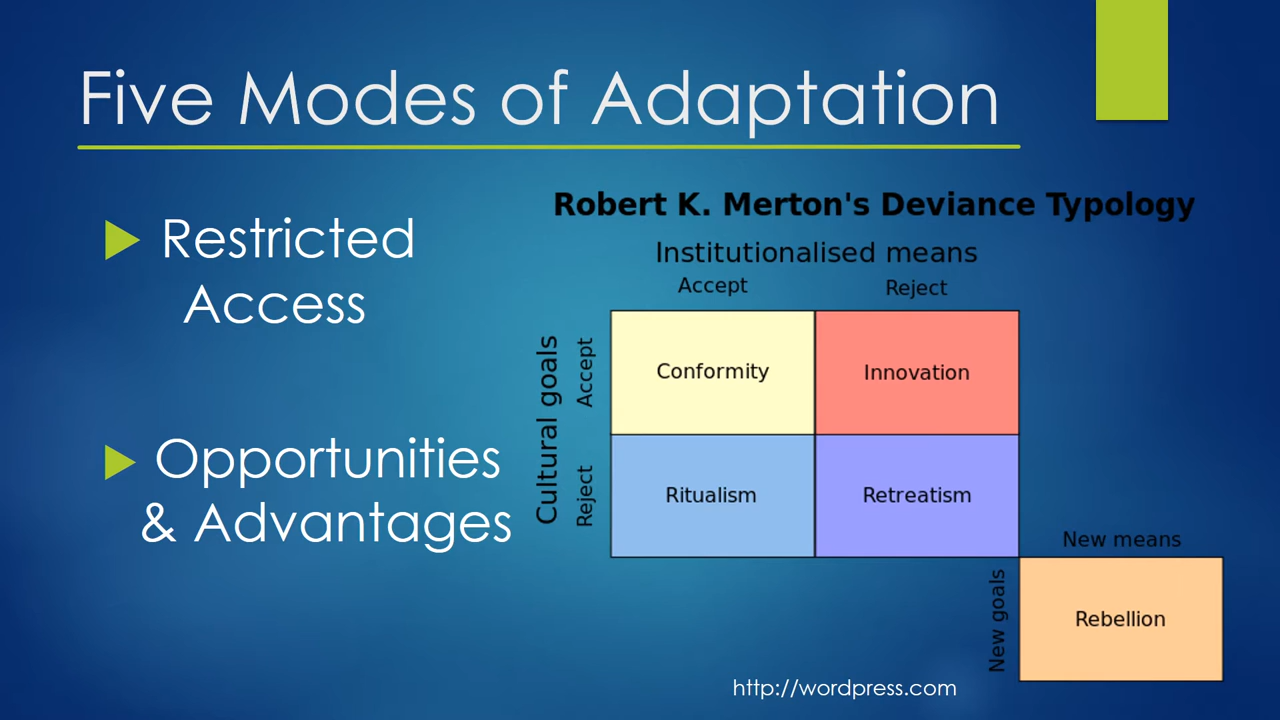 Five Modes of Adaptation
Restricted
Access
Opportunities
& Advantages
Robert K. Merton's Deviance Typology
Institutionalised means
Accept Reject
Cultural goals
Accept
Reject
Conformity Innovation
Ritualism Retreatism
New means
New goals
Rebellion
http://wordpress.com